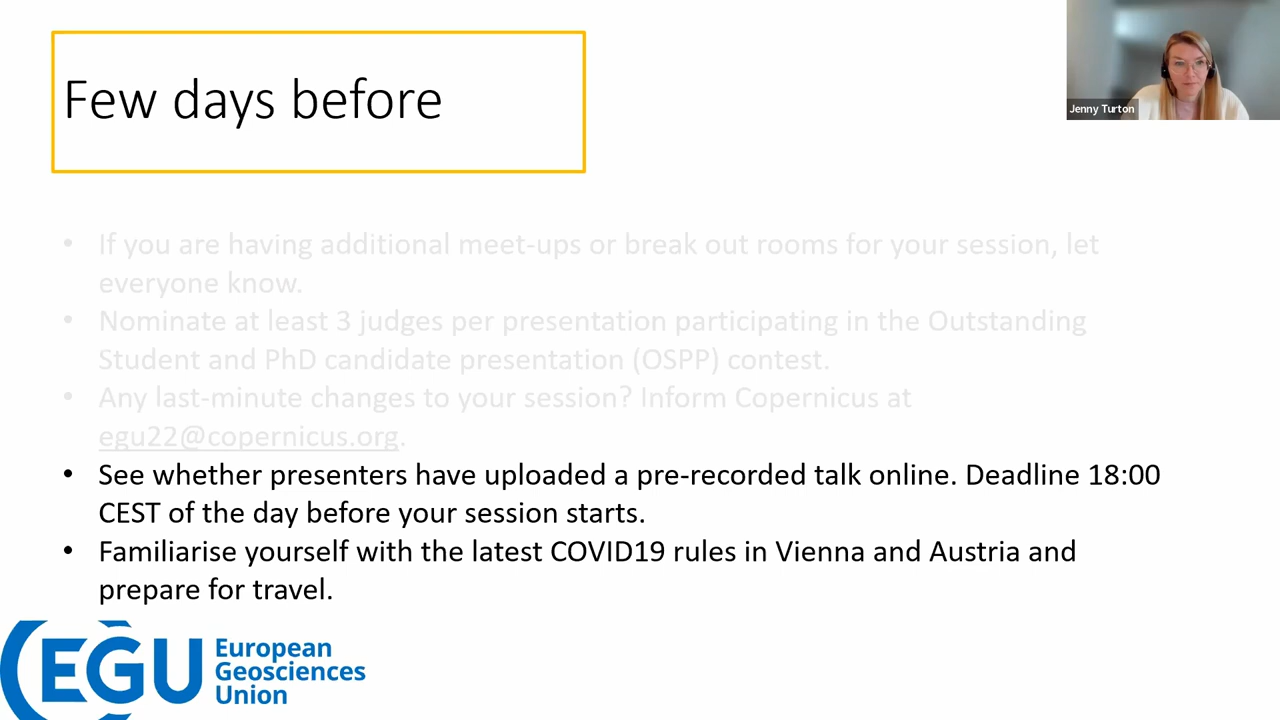 Few days before
Jenny Turton
• If you are having additional meet-ups or break out rooms for your session, let
everyone know.
• Nominate at least 3 judges per presentation participating in the Outstanding
Student and PhD candidate presentation (OSPP) contest.
• Any last-minute changes to your session? Inform Copernicus at
egu22@copernicus.org.
• See whether presenters have uploaded a pre-recorded talk online. Deadline 18:00
CEST of the day before your session starts.
• Familiarise yourself with the latest COVID19 rules in Vienna and Austria and
prepare for travel.
EGU European
Geosciences
Union